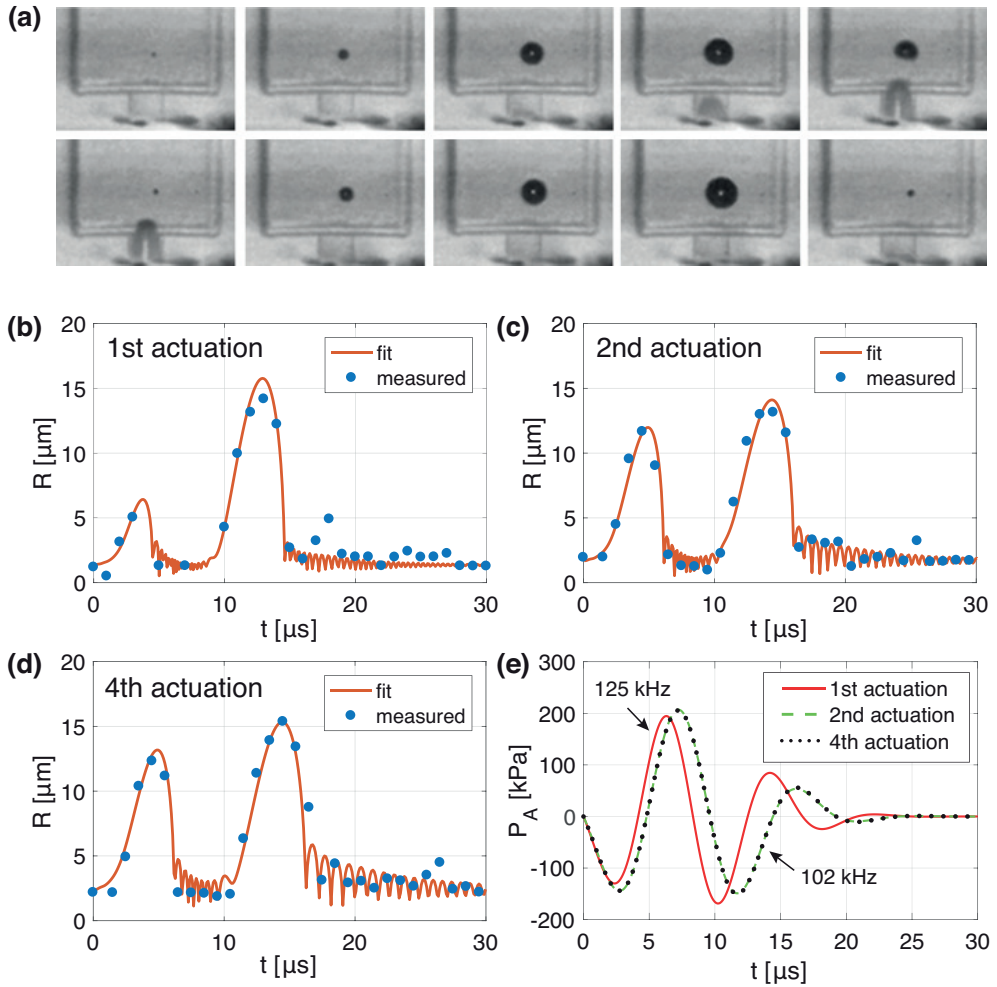 (a)
(b)
20
15
10
5
0
R [µm]
1st actuation
fit
measured
0
10
20
30
t [µs]
(c)
20
15
10
5
0
R [µm]
2nd actuation
fit
measured
0
10
20
30
t [µs]
(d)
20
15
10
5
0
R [µm]
4th actuation
fit
measured
0
10
20
30
t [µs]
(e)
300
200
100
0
-100
-200
P_A [kPa]
125 kHz
1st actuation
2nd actuation
4th actuation
102 kHz
0
5
10
15
20
25
30
t [µs]